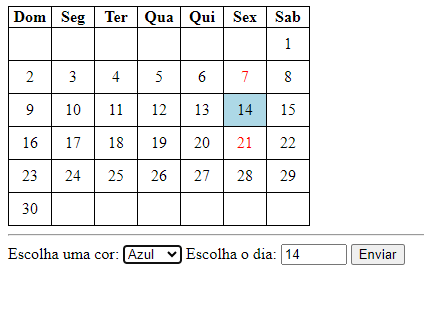 Dom Seg Ter Qua Qui Sex Sab
1
2 3 4 5 6 7 8
9 10 11 12 13 14 15
16 17 18 19 20 21 22
23 24 25 26 27 28 29
30
Escolha uma cor: Azul Escolha o dia: 14 Enviar